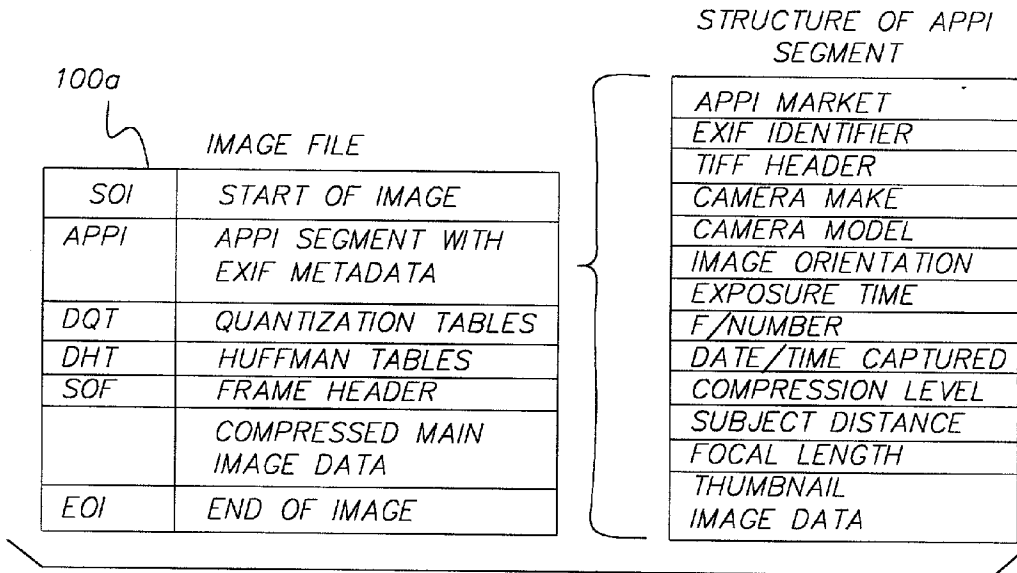 100a
IMAGE FILE
SOI START OF IMAGE
APPI APPI SEGMENT WITH
EXIF METADATA
DQT QUANTIZATION TABLES
DHT HUFFMAN TABLES
SOF FRAME HEADER
COMPRESSED MAIN
IMAGE DATA
EOI END OF IMAGE
STRUCTURE OF APPI
SEGMENT
APPI MARKET
EXIF IDENTIFIER
TIFF HEADER
CAMERA MAKE
CAMERA MODEL
IMAGE ORIENTATION
EXPOSURE TIME
F/NUMBER
DATE/TIME CAPTURED
COMPRESSION LEVEL
SUBJECT DISTANCE
FOCAL LENGTH
THUMBNAIL
IMAGE DATA